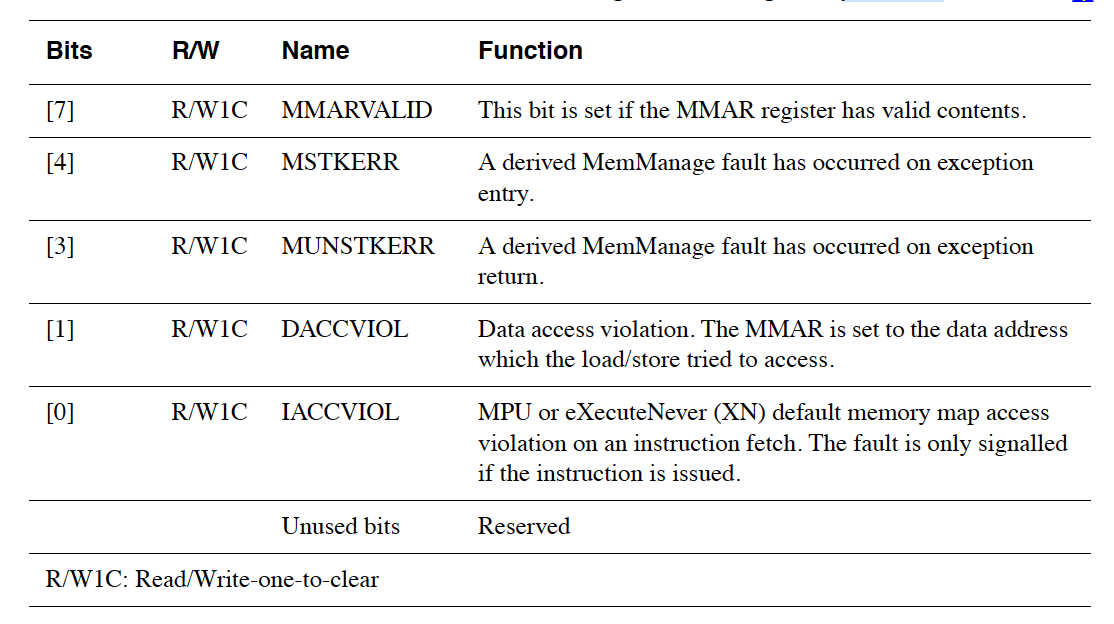 Bits R/W Name Function
[7] R/W1C MMARVALID This bit is set if the MMAR register has valid contents.
[4] R/W1C MSTKERR A derived MemManage fault has occurred on exception
entry.
[3] R/W1C MUNSTKERR A derived MemManage fault has occurred on exception
return.
[1] R/W1C DACCVIOL Data access violation. The MMAR is set to the data address
which the load/store tried to access.
[0] R/W1C IACCVIOL MPU or eXecuteNever (XN) default memory map access
violation on an instruction fetch. The fault is only signalled
if the instruction is issued.
Unused bits Reserved
R/W1C: Read/Write-one-to-clear